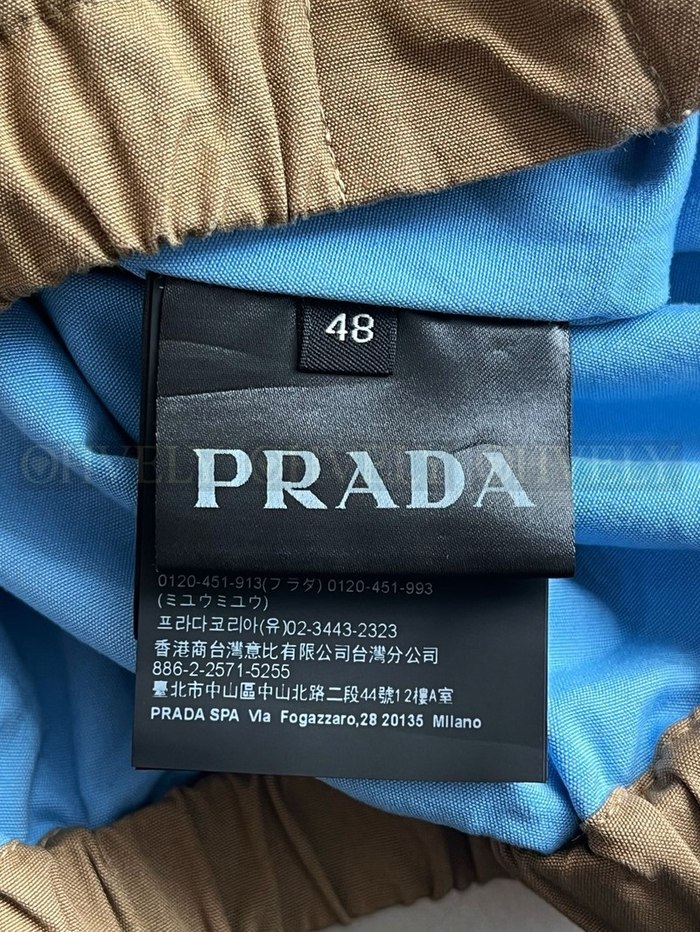 48
PRADA
0120-451-913(プラダ) 0120-451-993
(ミユウミユウ)
프라다코리아(유)02-3443-2323
香港商台灣意比有限公司台灣分公司
886-2-2571-5255
臺北市中山區中山北路二段44號12樓A室
PRADA SPA Via Fogazzaro,28 20135 Milano